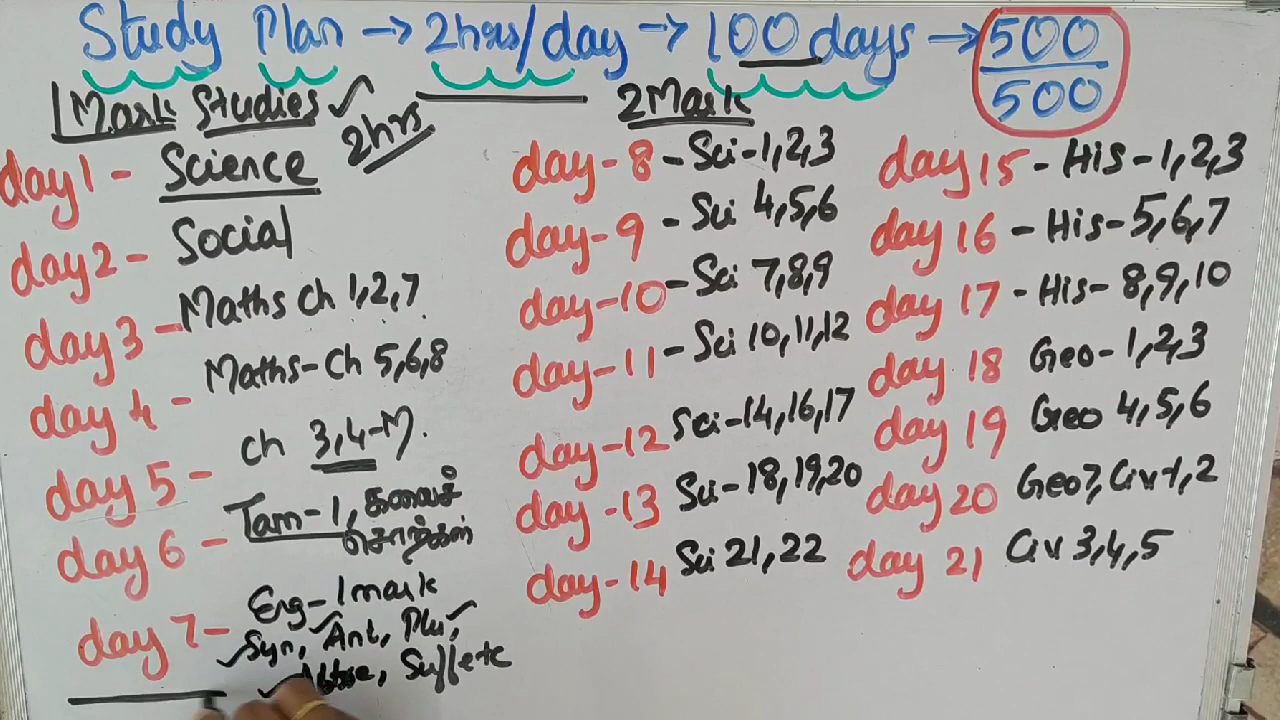 Study Plan → 2hrs/day → 100 days → 500/500
1 Mark Studies ✓ 2hrs
day 1 - Science
day 2 - Social
day 3 - Maths Ch 1,2,7
day 4 - Maths - Ch 5,6,8
day 5 - ch 3,4 - M.
day 6 - Tam - 1, கலைச்
சொற்கள்
day 7 - Eng - 1 mark
Syn, Ant, Plu,
Suff etc
2 Mark
day - 8 - Sci - 1,2,3
day - 9 - Sci 4,5,6
day - 10 - Sci 7,8,9
day - 11 - Sci 10,11,12
day - 12 Sci - 14,16,17
day - 13 Sci - 18,19,20
day - 14 Sci 21,22
day 15 - His - 1,2,3
day 16 - His - 5,6,7
day 17 - His - 8,9,10
day 18 Geo - 1,2,3
day 19 Geo 4,5,6
day 20 Geo 7, Civ 1,2
day 21 Civ 3,4,5